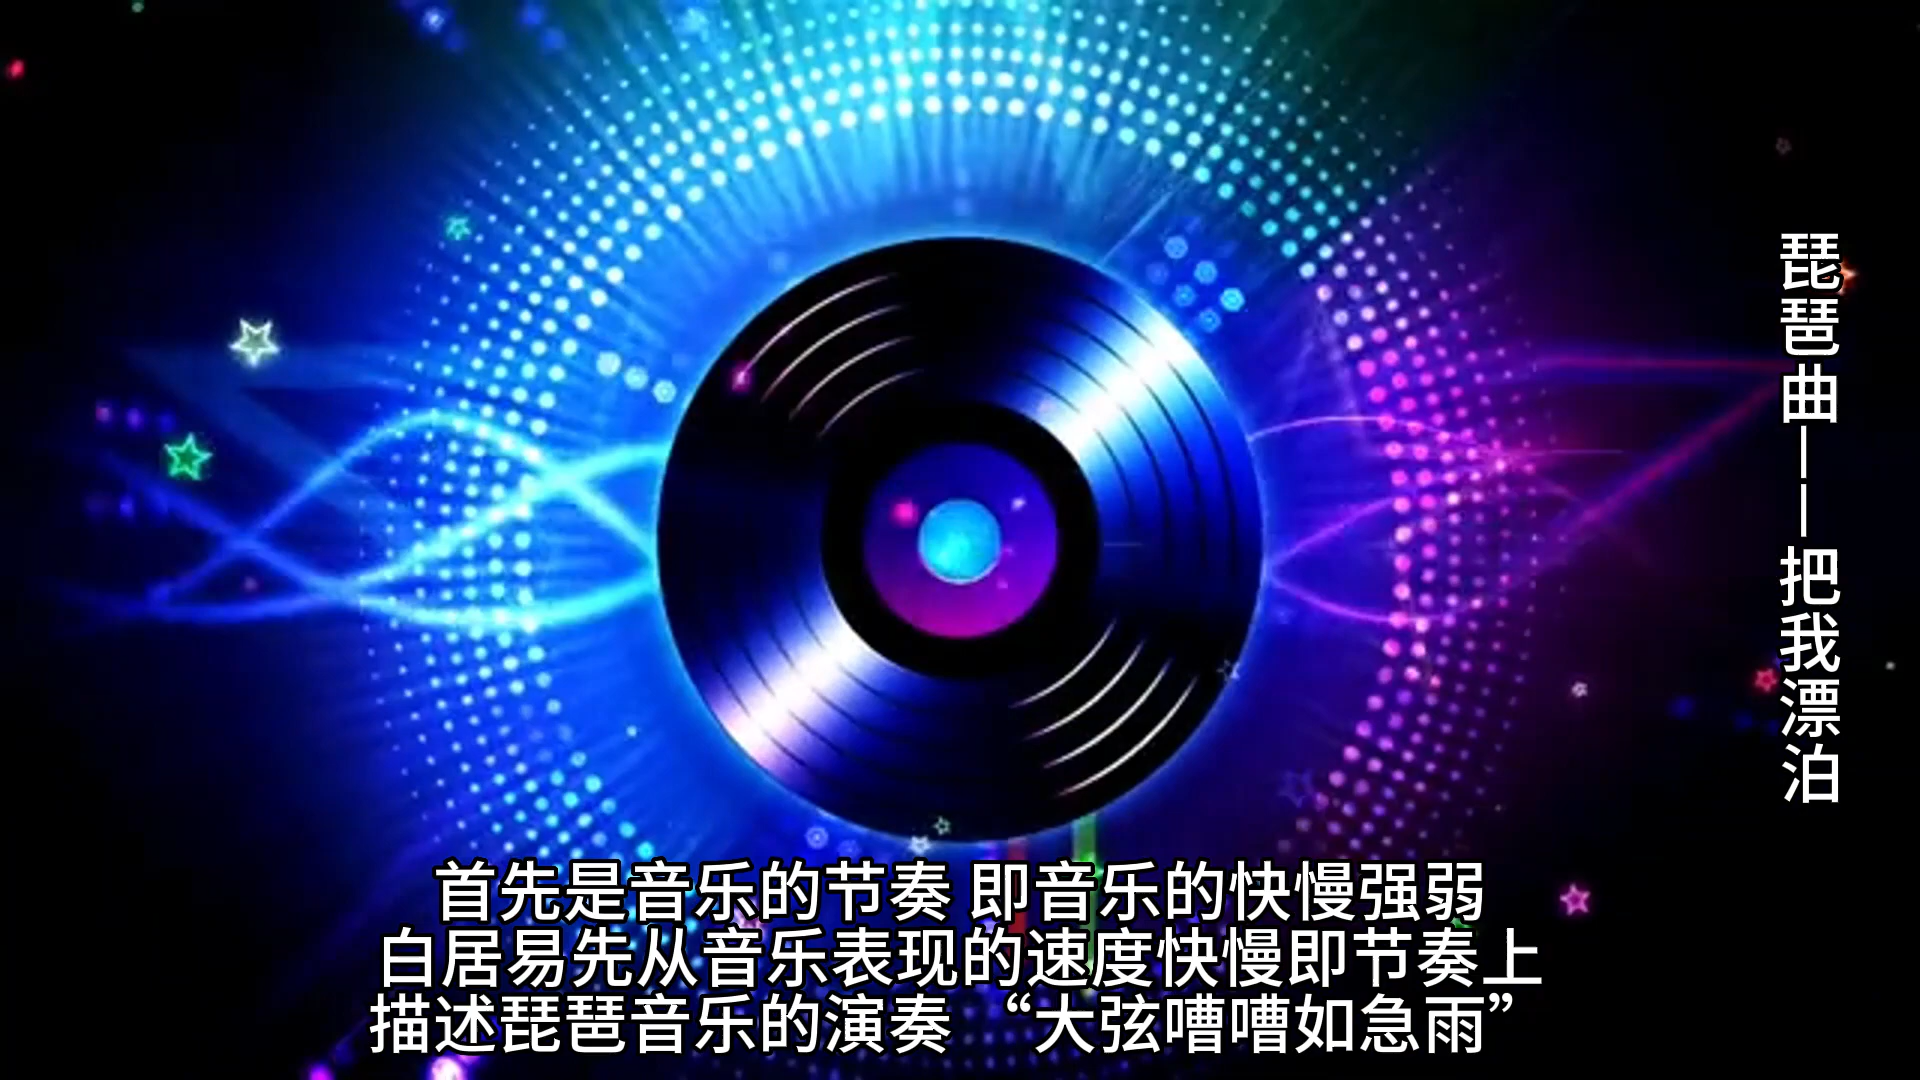 琵琶曲——把我漂泊
首先是音乐的节奏 即音乐的快慢强弱
白居易先从音乐表现的速度快慢即节奏上
描述琵琶音乐的演奏 “大弦嘈嘈如急雨”